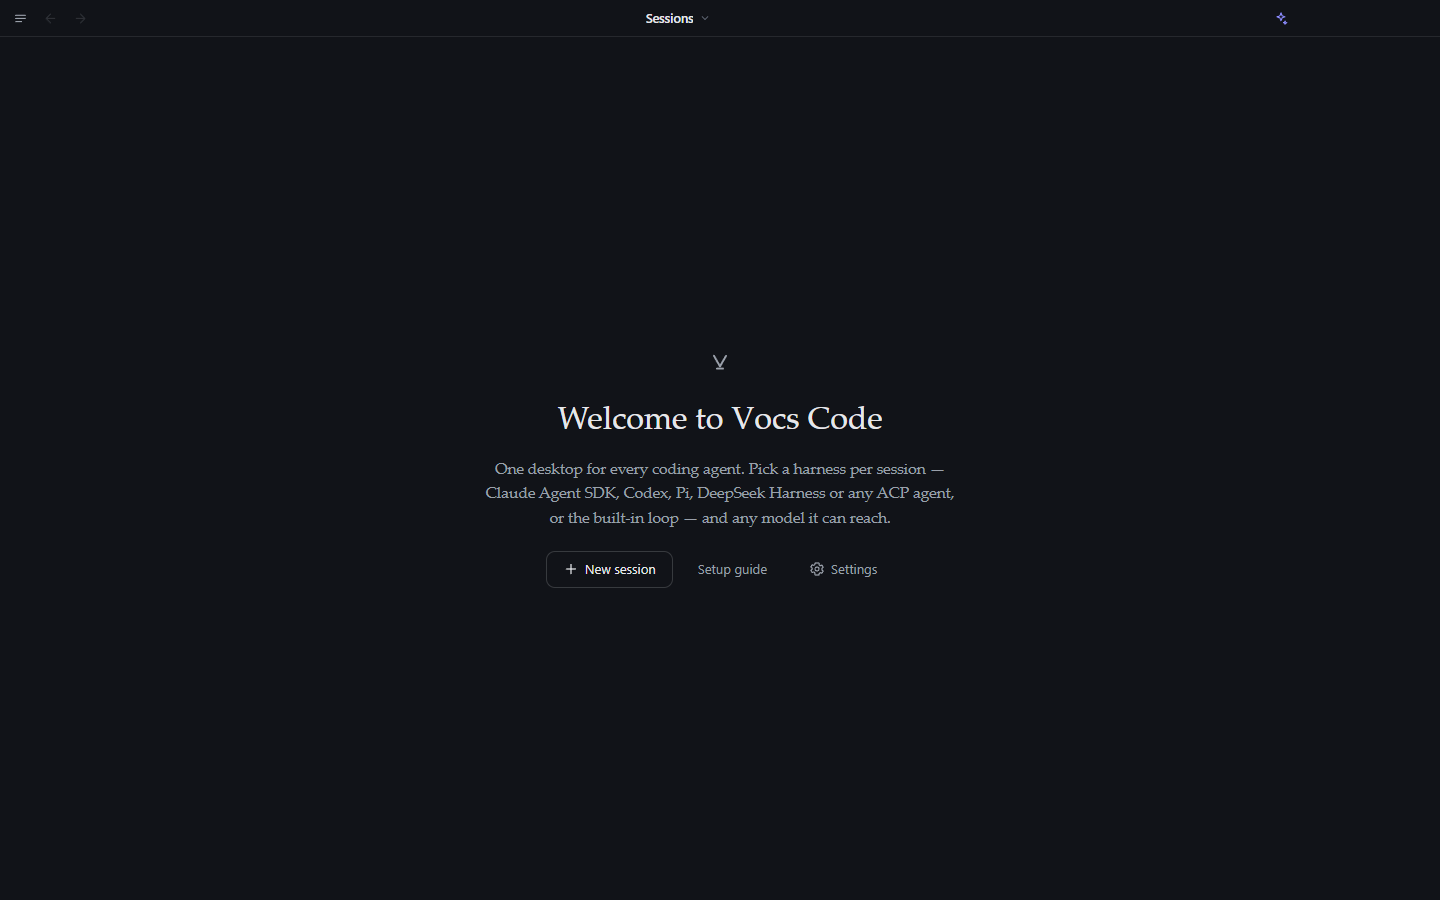 Sessions
Welcome to Vocs Code
One desktop for every coding agent. Pick a harness per session —
Claude Agent SDK, Codex, Pi, DeepSeek Harness or any ACP agent,
or the built-in loop — and any model it can reach.
New session
Setup guide
Settings